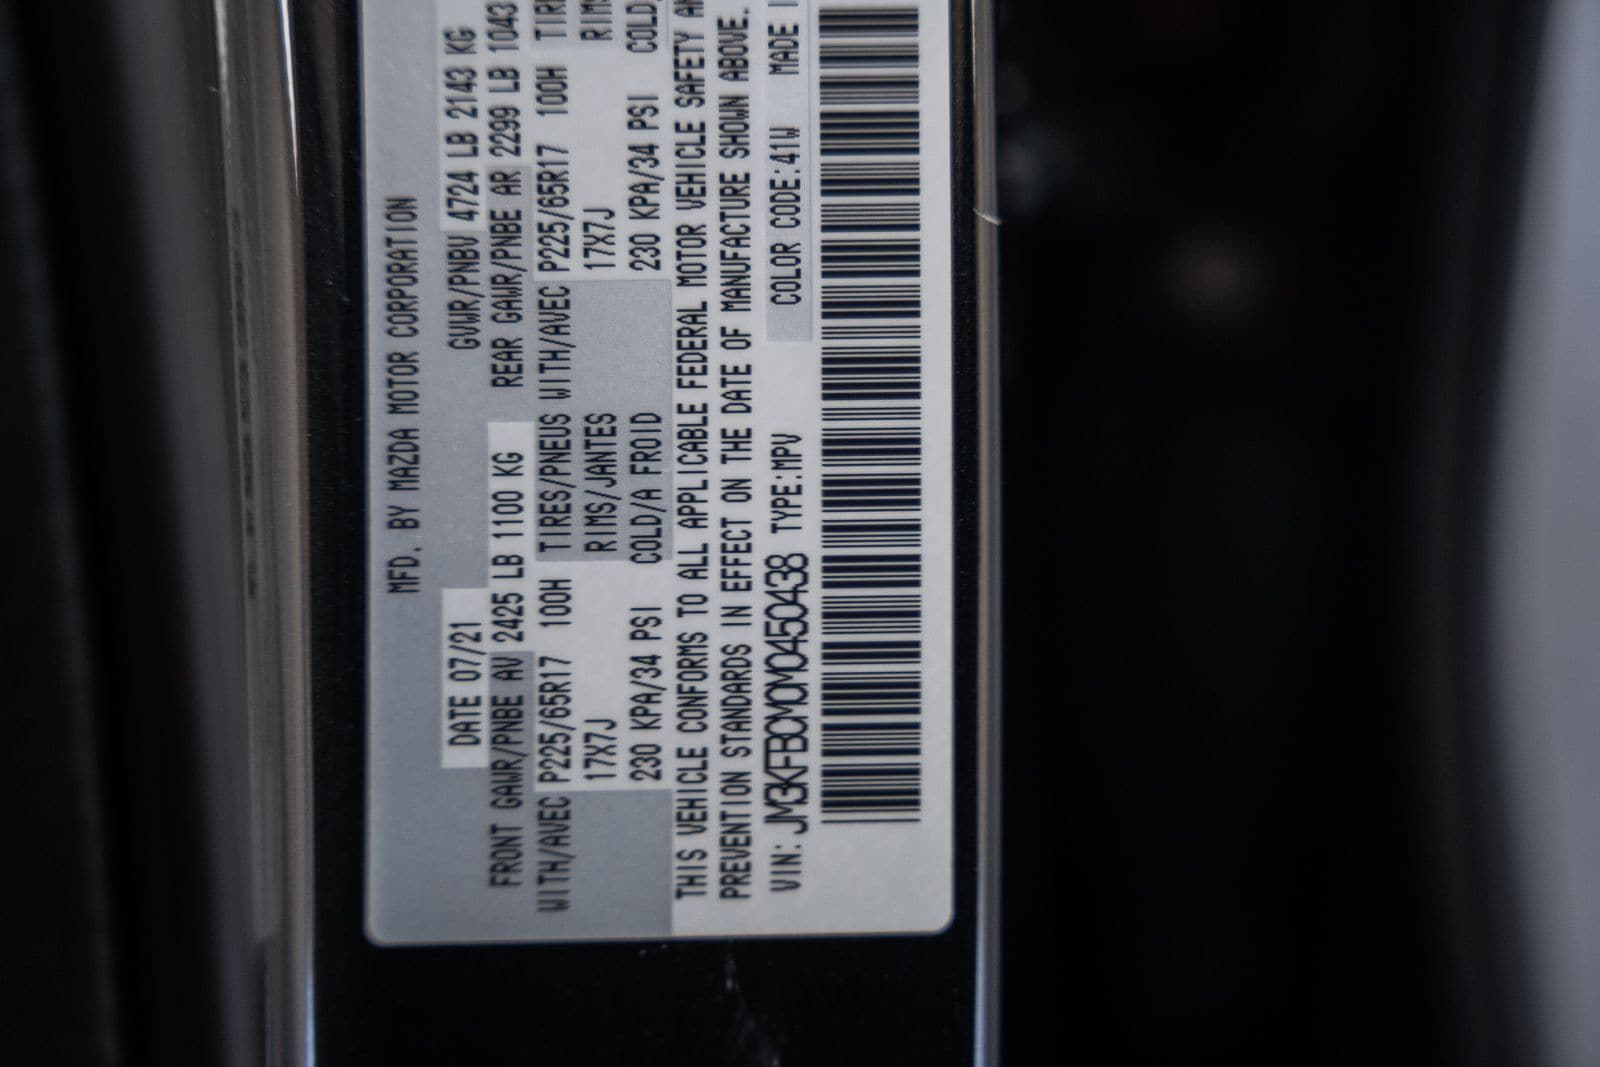 MFD. BY MAZDA MOTOR CORPORATION
DATE 07/21 GVWR/PNBV 4724 LB 2143 KG
FRONT GAWR/PNBE AV 2425 LB 1100 KG REAR GAWR/PNBE AR 2299 LB 1043
WITH/AVEC P225/65R17 100H TIRES/PNEUS WITH/AVEC P225/65R17 100H
17X7J RIMS/JANTES 17X7J RIMS
230 KPA/34 PSI COLD/A FROID 230 KPA/34 PSI COLD/
THIS VEHICLE CONFORMS TO ALL APPLICABLE FEDERAL MOTOR VEHICLE SAFETY
PREVENTION STANDARDS IN EFFECT ON THE DATE OF MANUFACTURE SHOWN ABOVE.
VIN: JM3KFBCM0M0450438 TYPE:MPV COLOR CODE:41W MADE